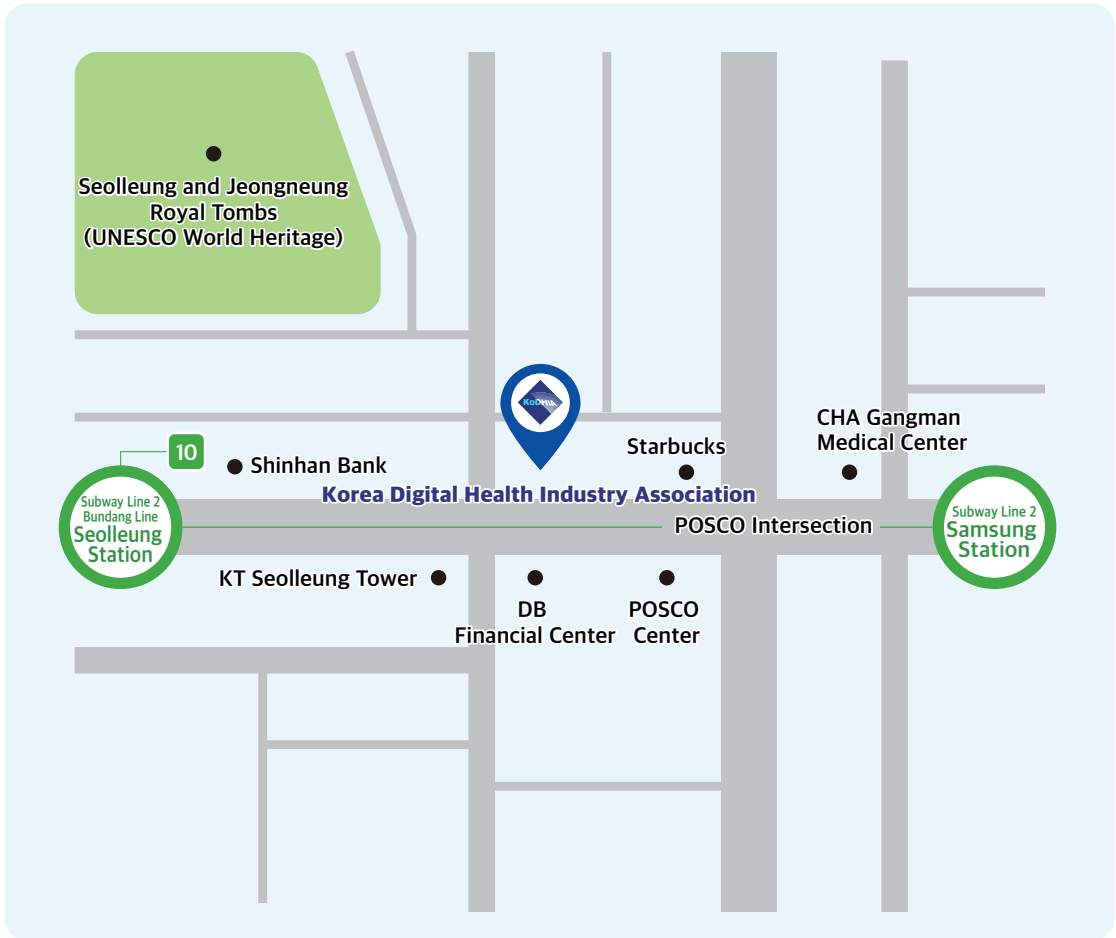 Seolleung and Jeongneung
Royal Tombs
(UNESCO World Heritage)
KoDHIA
CHA Gangman
Medical Center
10
Shinhan Bank
Starbucks
Korea Digital Health Industry Association
Subway Line 2
Bundang Line
Seolleung
Station
POSCO Intersection
Subway Line 2
Samsung
Station
KT Seolleung Tower
DB
Financial Center
POSCO
Center